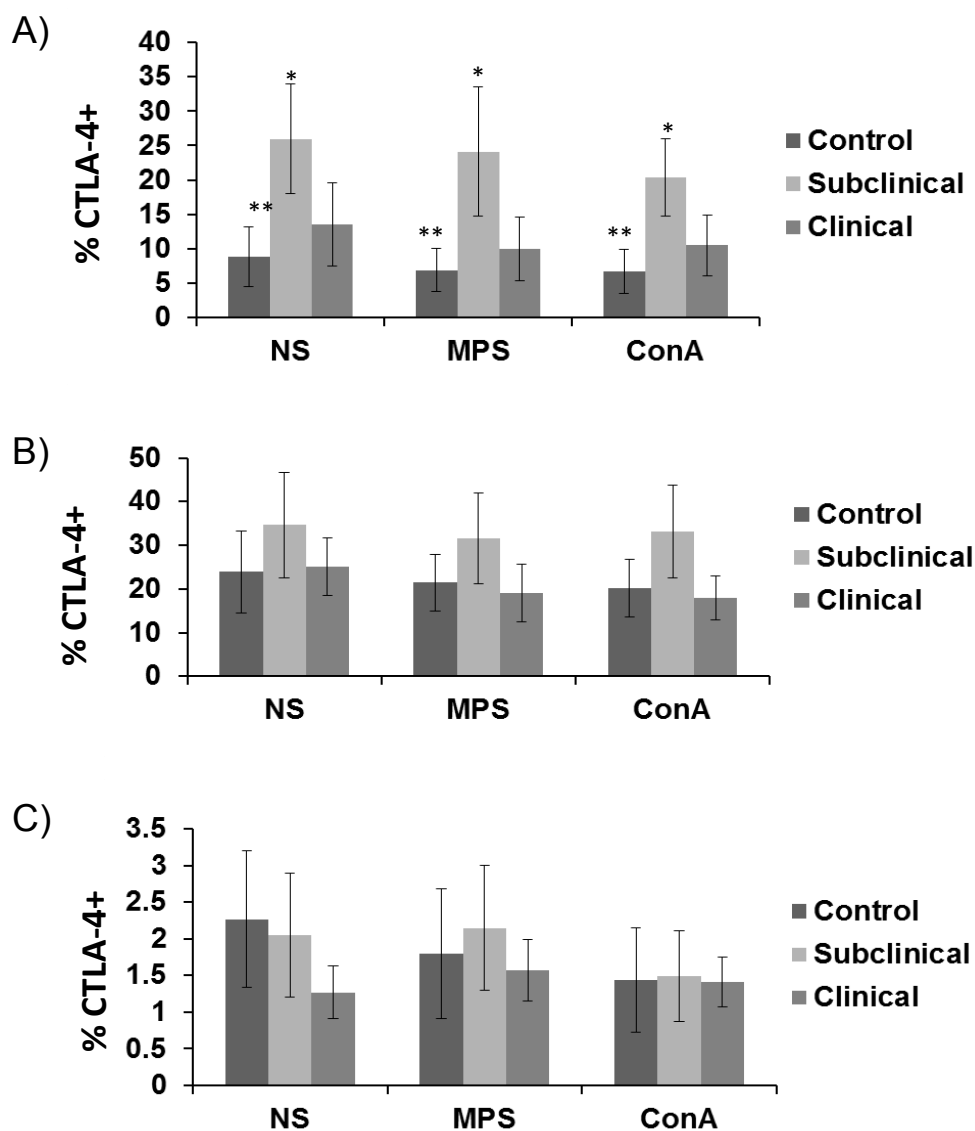 A)
% CTLA-4+
40
35
30
25
20
15
10
5
0
** * ** * ** *
NS MPS ConA
Control
Subclinical
Clinical
B)
% CTLA-4+
50
40
30
20
10
0
NS MPS ConA
Control
Subclinical
Clinical
C)
% CTLA-4+
3.5
3
2.5
2
1.5
1
0.5
0
NS MPS ConA
Control
Subclinical
Clinical